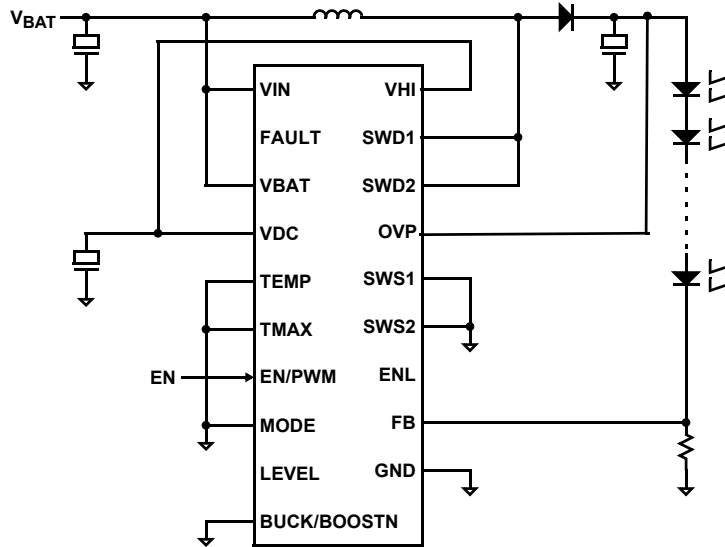 VBAT
VIN
VHI
FAULT
SWD1
VBAT
SWD2
VDC
OVP
TEMP
SWS1
TMAX
SWS2
EN
EN/PWM
ENL
MODE
FB
LEVEL
GND
BUCK/BOOSTN